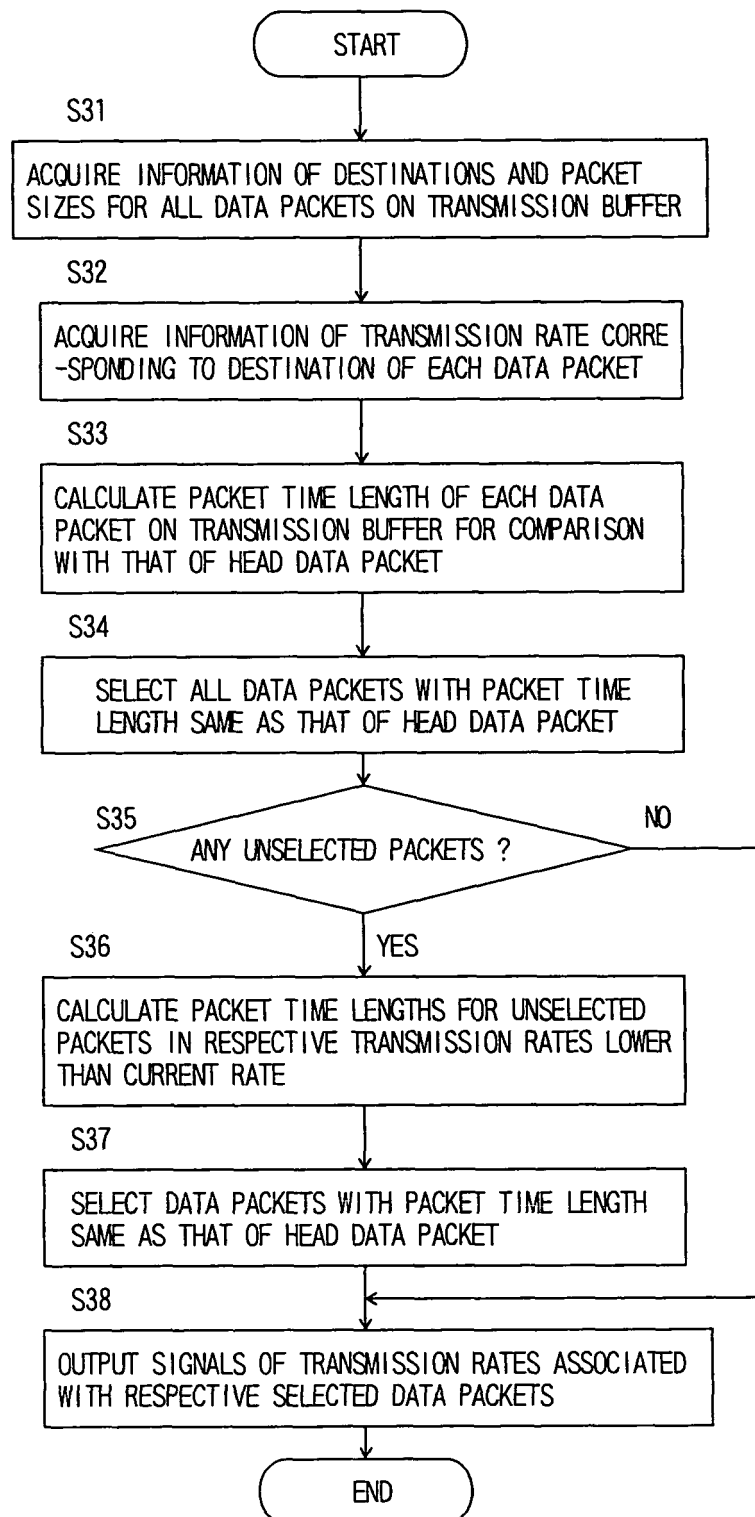 START
S31
ACQUIRE INFORMATION OF DESTINATIONS AND PACKET
SIZES FOR ALL DATA PACKETS ON TRANSMISSION BUFFER
S32
ACQUIRE INFORMATION OF TRANSMISSION RATE CORRE
-SPONDING TO DESTINATION OF EACH DATA PACKET
S33
CALCULATE PACKET TIME LENGTH OF EACH DATA
PACKET ON TRANSMISSION BUFFER FOR COMPARISON
WITH THAT OF HEAD DATA PACKET
S34
SELECT ALL DATA PACKETS WITH PACKET TIME
LENGTH SAME AS THAT OF HEAD DATA PACKET
S35
ANY UNSELECTED PACKETS ?
NO
YES
S36
CALCULATE PACKET TIME LENGTHS FOR UNSELECTED
PACKETS IN RESPECTIVE TRANSMISSION RATES LOWER
THAN CURRENT RATE
S37
SELECT DATA PACKETS WITH PACKET TIME LENGTH
SAME AS THAT OF HEAD DATA PACKET
S38
OUTPUT SIGNALS OF TRANSMISSION RATES ASSOCIATED
WITH RESPECTIVE SELECTED DATA PACKETS
END